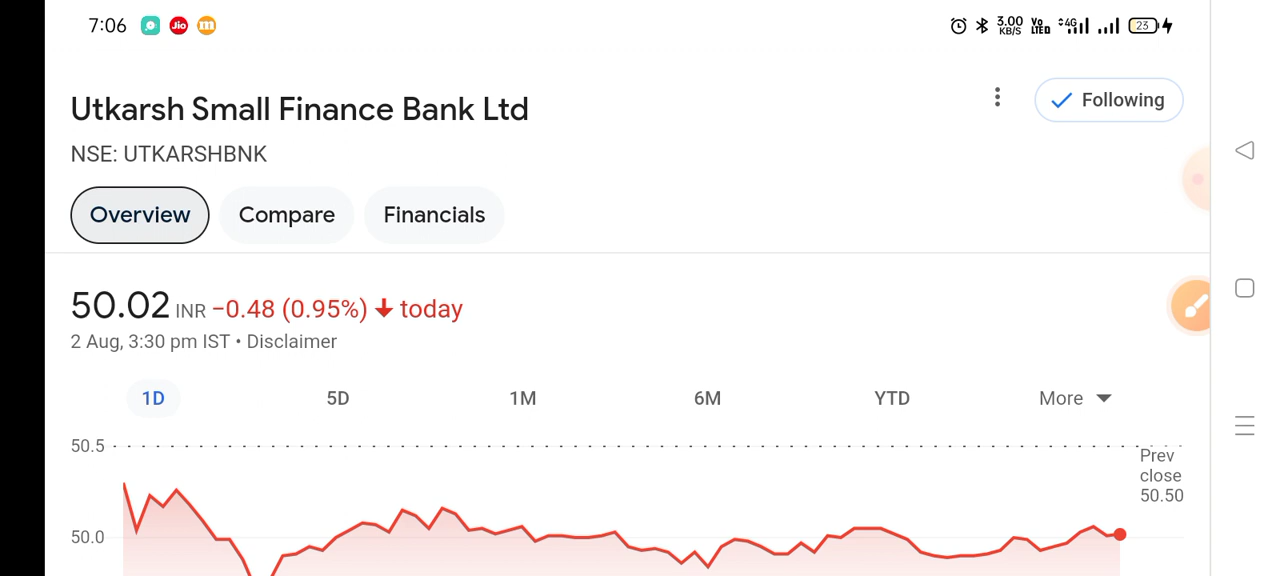 7:06
Jio
m
3.00 KB/S
Vo LTED
4G
23
Utkarsh Small Finance Bank Ltd
Following
NSE: UTKARSHBNK
Overview
Compare
Financials
50.02 INR −0.48 (0.95%) today
2 Aug, 3:30 pm IST • Disclaimer
1D 5D 1M 6M YTD More
50.5
Prev
close
50.50
50.0